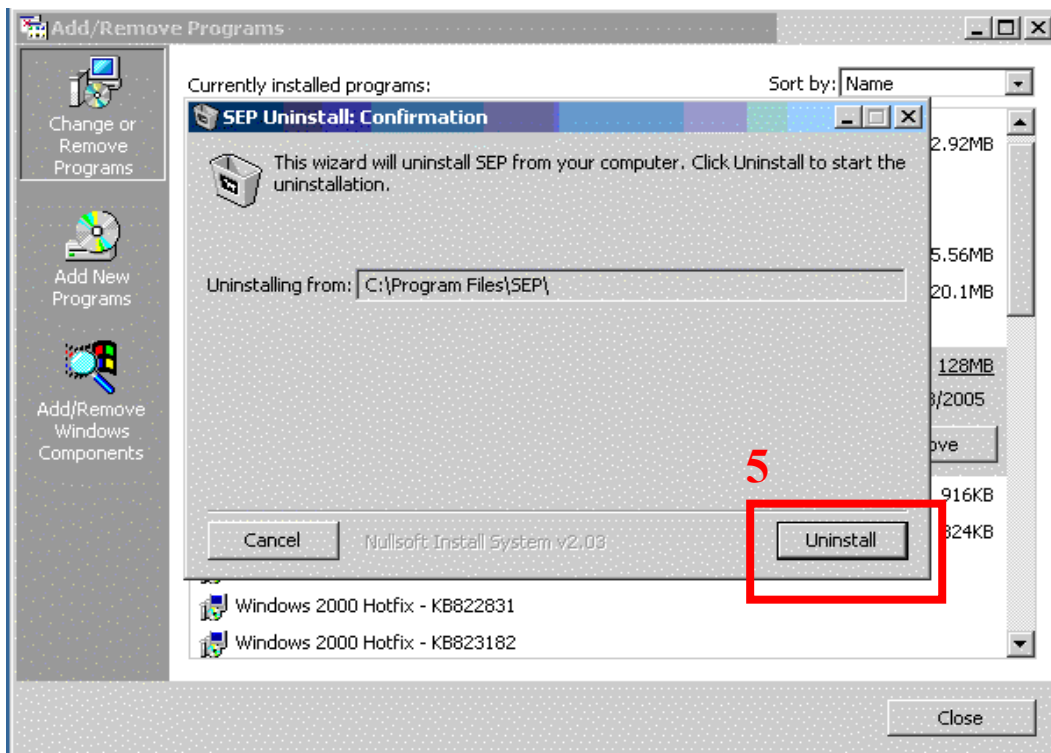 Add/Remove Programs
Change or
Remove
Programs
Add New
Programs
Add/Remove
Windows
Components
Currently installed programs:
Sort by: Name
SEP Uninstall: Confirmation
This wizard will uninstall SEP from your computer. Click Uninstall to start the
uninstallation.
Uninstalling from: C:\Program Files\SEP\
2.92MB
5.56MB
20.1MB
128MB
/2005
5
916KB
324KB
Cancel
Nullsoft Install System v2.03
Uninstall
Windows 2000 Hotfix - KB822831
Windows 2000 Hotfix - KB823182
Close